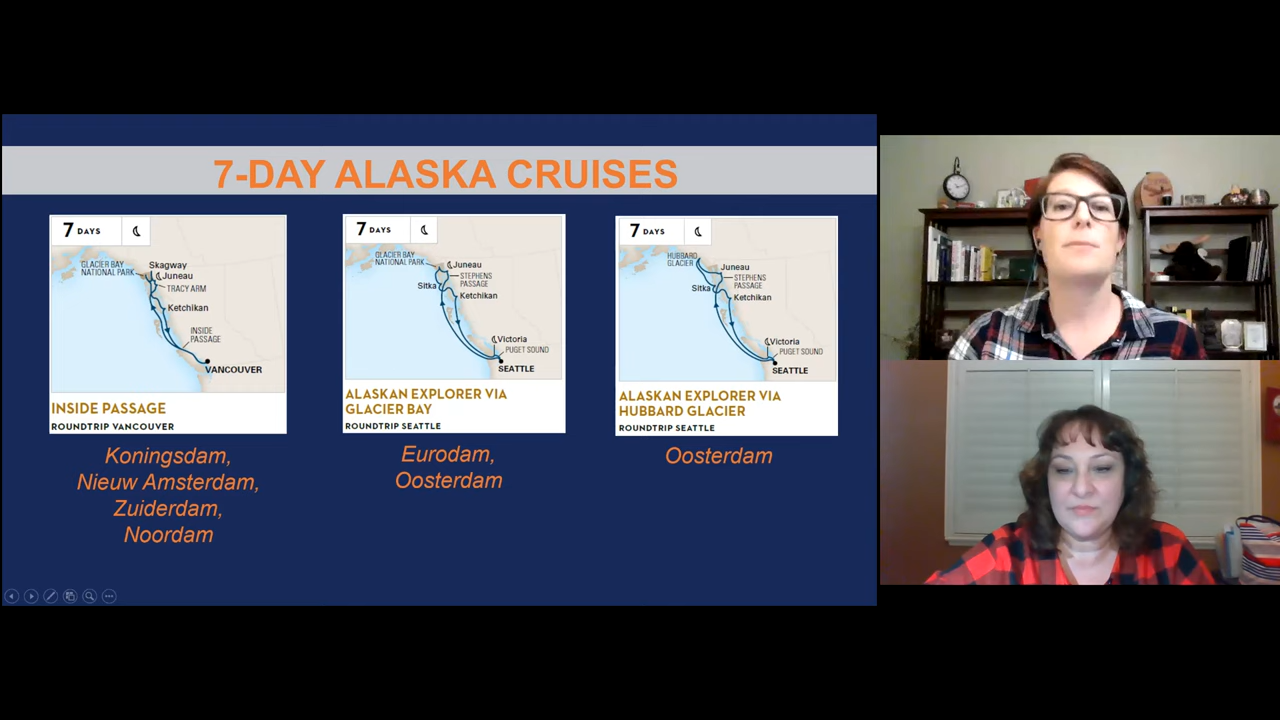 7-DAY ALASKA CRUISES
7 DAYS
GLACIER BAY
NATIONAL PARK
Skagway
Juneau
TRACY ARM
Ketchikan
INSIDE
PASSAGE
VANCOUVER
INSIDE PASSAGE
ROUNDTRIP VANCOUVER
Koningsdam,
Nieuw Amsterdam,
Zuiderdam,
Noordam
7 DAYS
GLACIER BAY
NATIONAL PARK
Juneau
STEPHENS
PASSAGE
Sitka
Ketchikan
Victoria
PUGET SOUND
SEATTLE
ALASKAN EXPLORER VIA
GLACIER BAY
ROUNDTRIP SEATTLE
Eurodam,
Oosterdam
7 DAYS
HUBBARD
GLACIER
Juneau
STEPHENS
PASSAGE
Sitka
Ketchikan
Victoria
PUGET SOUND
SEATTLE
ALASKAN EXPLORER VIA
HUBBARD GLACIER
ROUNDTRIP SEATTLE
Oosterdam